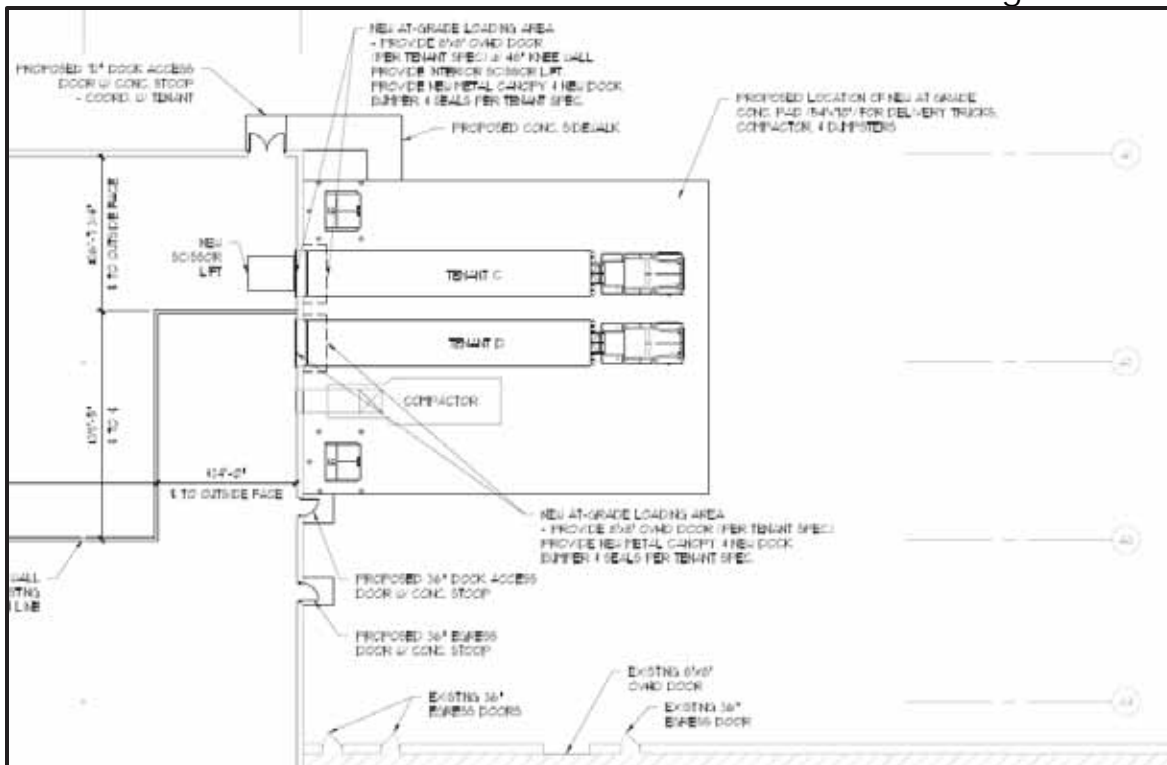 NEW AT-GRADE LOADING AREA
- PROVIDE 8'x8' OVHD DOOR
(PER TENANT SPEC) W/ 48" KNEE WALL
PROVIDE INTERIOR SCISSOR LIFT
PROVIDE NEW METAL CANOPY & NEW DOCK
BUMPER & SEALS PER TENANT SPEC.
PROPOSED 72" DOCK ACCESS
DOOR W/ CONC. STOOP
- COORD. W/ TENANT
PROPOSED CONC. SIDEWALK
PROPOSED LOCATION OF NEW AT GRADE
CONC. PAD FOR DELIVERY TRUCKS,
COMPACTOR, & DUMPSTERS
TO OUTSIDE FACE
NEW
SCISSOR
LIFT
TENANT C
TENANT D
COMPACTOR
TO OUTSIDE FACE
NEW AT-GRADE LOADING AREA
- PROVIDE 8'x8' OVHD DOOR (PER TENANT SPEC)
PROVIDE NEW METAL CANOPY & NEW DOCK
BUMPER & SEALS PER TENANT SPEC.
WALL
LINE
PROPOSED 36" DOCK ACCESS
DOOR W/ CONC. STOOP
PROPOSED 36" EGRESS
DOOR W/ CONC. STOOP
EXISTNG 8'x8'
OVHD DOOR
EXISTNG 36"
EGRESS DOORS
EXISTNG 36"
EGRESS DOOR